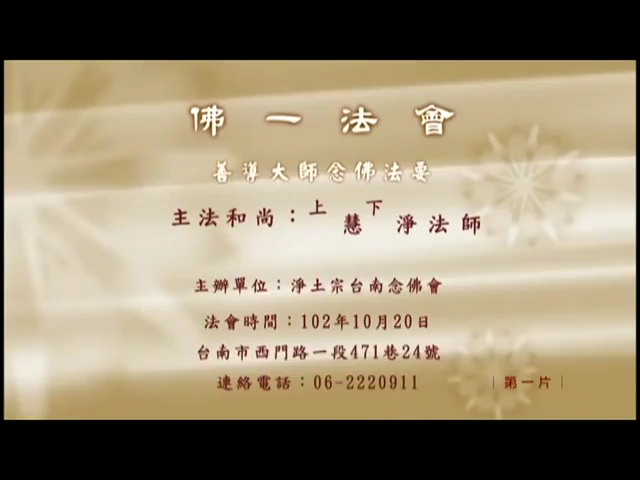 佛一法會
善導大師念佛法要
主法和尚：上慧下淨法師
主辦單位：淨土宗台南念佛會
法會時間：102年10月20日
台南市西門路一段471巷24號
連絡電話：06-2220911
｜第一片｜